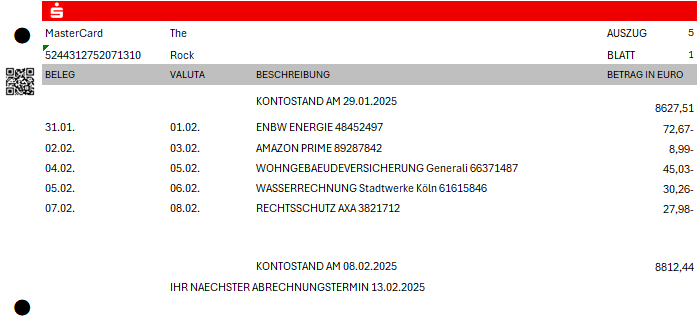 MasterCard The AUSZUG 5
5244312752071310 Rock BLATT 1
BELEG VALUTA BESCHREIBUNG BETRAG IN EURO
KONTOSTAND AM 29.01.2025 8627,51
31.01. 01.02. ENBW ENERGIE 48452497 72,67-
02.02. 03.02. AMAZON PRIME 89287842 8,99-
04.02. 05.02. WOHNGEBAEUDEVERSICHERUNG Generali 66371487 45,03-
05.02. 06.02. WASSERRECHNUNG Stadtwerke Köln 61615846 30,26-
07.02. 08.02. RECHTSSCHUTZ AXA 3821712 27,98-
KONTOSTAND AM 08.02.2025 8812,44
IHR NAECHSTER ABRECHNUNGSTERMIN 13.02.2025